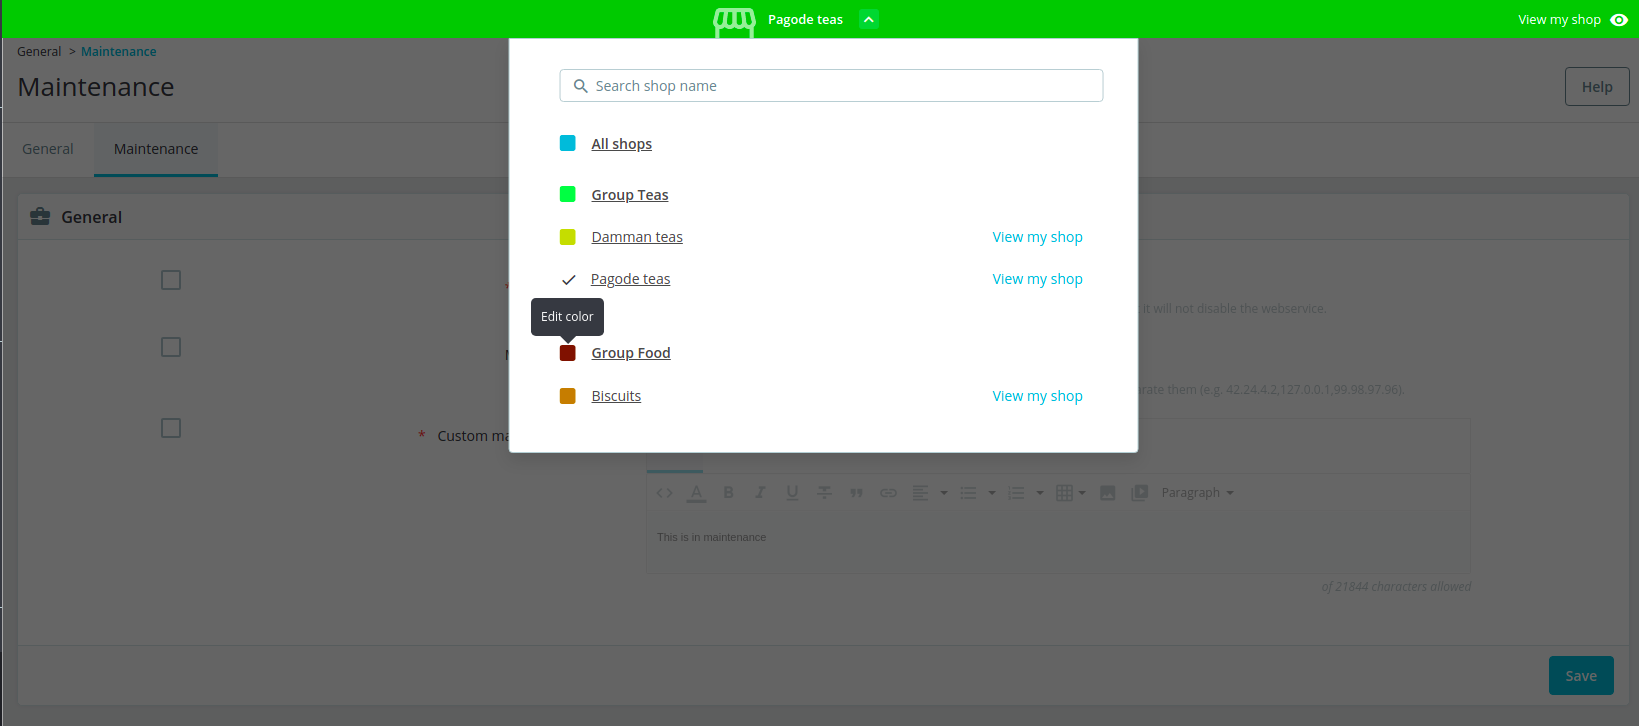 Pagode teas
View my shop
General > Maintenance
Maintenance
Help
General
Maintenance
General
Search shop name
All shops
Group Teas
Damman teas View my shop
Pagode teas View my shop
Edit color
Group Food
Biscuits View my shop
*
it will not disable the webservice.
them (e.g. 42.24.4.2,127.0.0.1,99.98.97.96).
* Custom
Paragraph
This is in maintenance
of 21844 characters allowed
Save